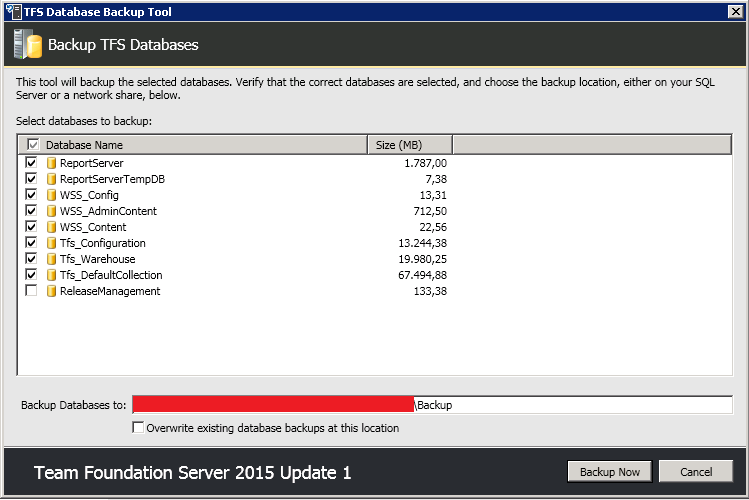 TFS Database Backup Tool
Backup TFS Databases
This tool will backup the selected databases. Verify that the correct databases are selected, and choose the backup location, either on your SQL
Server or a network share, below.
Select databases to backup:
Database Name Size (MB)
ReportServer 1.787,00
ReportServerTempDB 7,38
WSS_Config 13,31
WSS_AdminContent 712,50
WSS_Content 22,56
Tfs_Configuration 13.244,38
Tfs_Warehouse 19.980,25
Tfs_DefaultCollection 67.494,88
ReleaseManagement 133,38
Backup Databases to: \Backup
Overwrite existing database backups at this location
Team Foundation Server 2015 Update 1 Backup Now Cancel